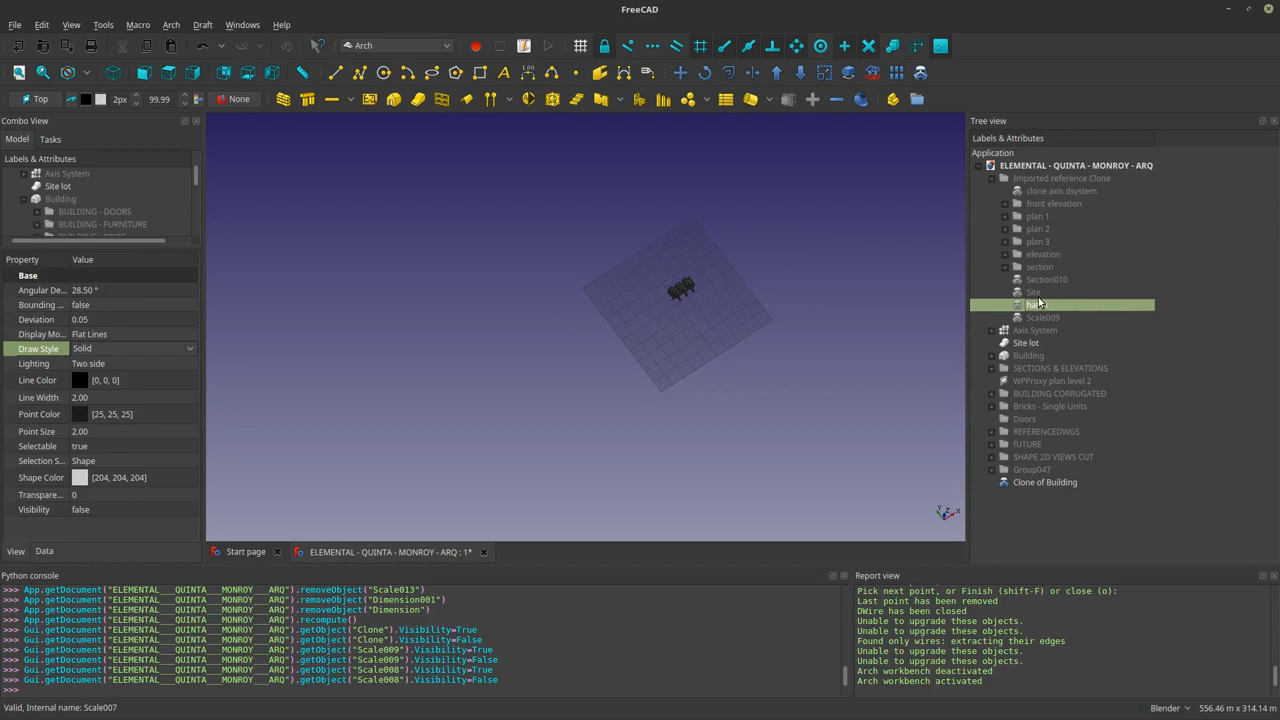 FreeCAD
File Edit View Tools Macro Arch Draft Windows Help
Arch
Top 2px 99.99 None
Combo View
Model Tasks
Labels & Attributes
Axis System
Site lot
Building
BUILDING - DOORS
BUILDING - FURNITURE
Property Value
Base
Angular De... 28.50 °
Bounding ... false
Deviation 0.05
Display Mo... Flat Lines
Draw Style Solid
Lighting Two side
Line Color [0, 0, 0]
Line Width 2.00
Point Color [25, 25, 25]
Point Size 2.00
Selectable true
Selection S... Shape
Shape Color [204, 204, 204]
Transpare... 0
Visibility false
View Data
Z X Y
Start page ELEMENTAL - QUINTA - MONROY - ARQ : 1*
Tree view
Labels & Attributes
Application
ELEMENTAL - QUINTA - MONROY - ARQ
Imported reference Clone
clone axis dsystem
front elevation
plan 1
plan 2
plan 3
elevation
section
Section010
Site
Scale009
Axis System
Site lot
Building
SECTIONS & ELEVATIONS
WPProxy plan level 2
BUILDING CORRUGATED
Bricks - Single Units
Doors
REFERENCEDWGS
fUTURE
SHAPE 2D VIEWS CUT
Group047
Clone of Building
Python console
>>> App.getDocument("ELEMENTAL___QUINTA___MONROY___ARQ").removeObject("Scale013")
>>> App.getDocument("ELEMENTAL___QUINTA___MONROY___ARQ").removeObject("Dimension001")
>>> App.getDocument("ELEMENTAL___QUINTA___MONROY___ARQ").removeObject("Dimension")
>>> App.getDocument("ELEMENTAL___QUINTA___MONROY___ARQ").recompute()
>>> Gui.getDocument("ELEMENTAL___QUINTA___MONROY___ARQ").getObject("Clone").Visibility=True
>>> Gui.getDocument("ELEMENTAL___QUINTA___MONROY___ARQ").getObject("Clone").Visibility=False
>>> Gui.getDocument("ELEMENTAL___QUINTA___MONROY___ARQ").getObject("Scale009").Visibility=True
>>> Gui.getDocument("ELEMENTAL___QUINTA___MONROY___ARQ").getObject("Scale009").Visibility=False
>>> Gui.getDocument("ELEMENTAL___QUINTA___MONROY___ARQ").getObject("Scale008").Visibility=True
>>> Gui.getDocument("ELEMENTAL___QUINTA___MONROY___ARQ").getObject("Scale008").Visibility=False
>>>
Report view
Pick next point, or Finish (shift-F) or close (o):
Last point has been removed
DWire has been closed
Unable to upgrade these objects.
Unable to upgrade these objects.
Found only wires: extracting their edges
Unable to upgrade these objects.
Unable to upgrade these objects.
Arch workbench deactivated
Arch workbench activated
Valid, Internal name: Scale007
Blender 556.46 m x 314.14 m